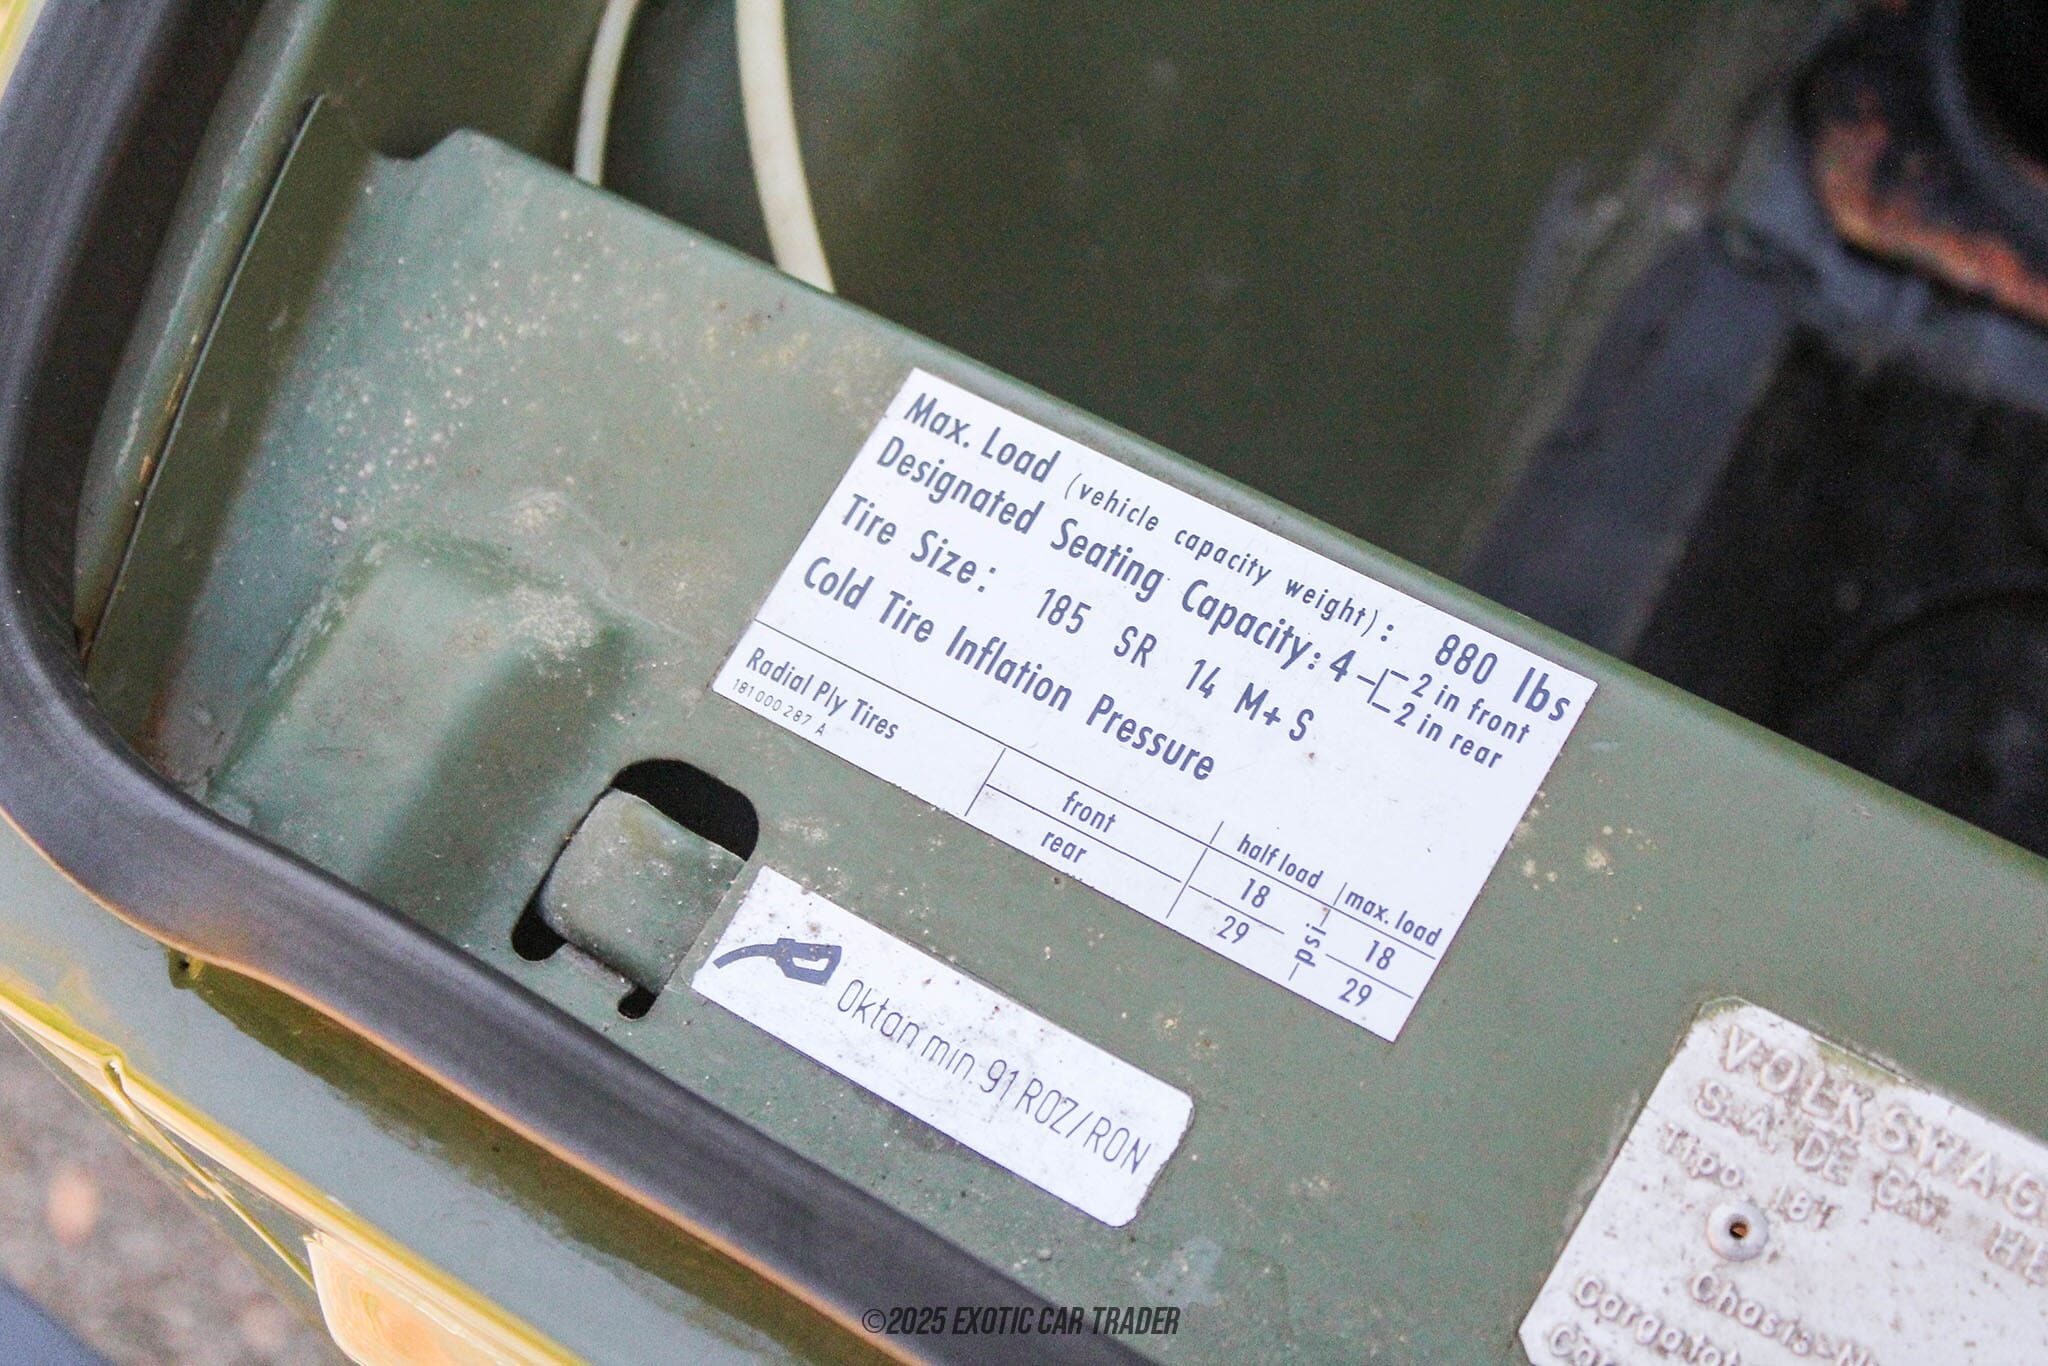 Max. Load (vehicle capacity weight): 880 lbs
Designated Seating Capacity: 4 2 in front
2 in rear
Tire Size: 185 SR 14 M+S
Cold Tire Inflation Pressure
half load max. load
Radial Ply Tires front 18 psi 18
181 000 287 A rear 29 29
Oktan min. 91 ROZ/RON
VOLKSWAG
S.A. DE C.V.
Tipo 181
Chasis-N
©2025 EXOTIC CAR TRADER